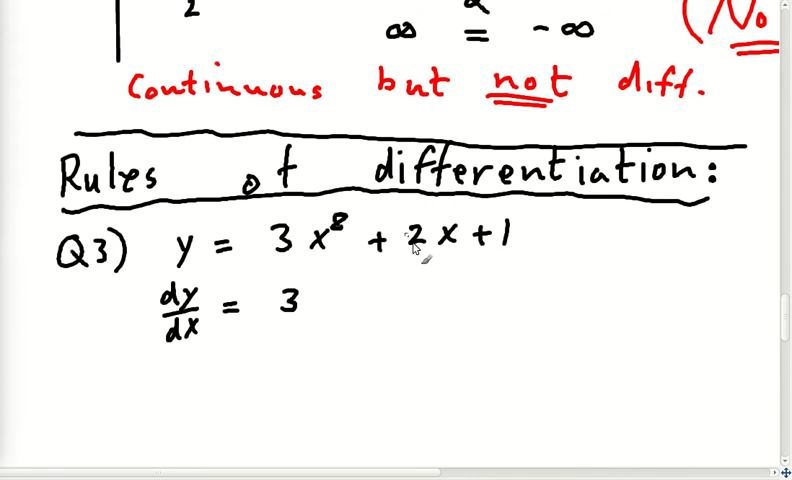 2
∞ = - ∞ (No
Continuous but not diff.
Rules of differentiation:
Q3) y = 3x⁸ + 2x + 1
dy/dx = 3